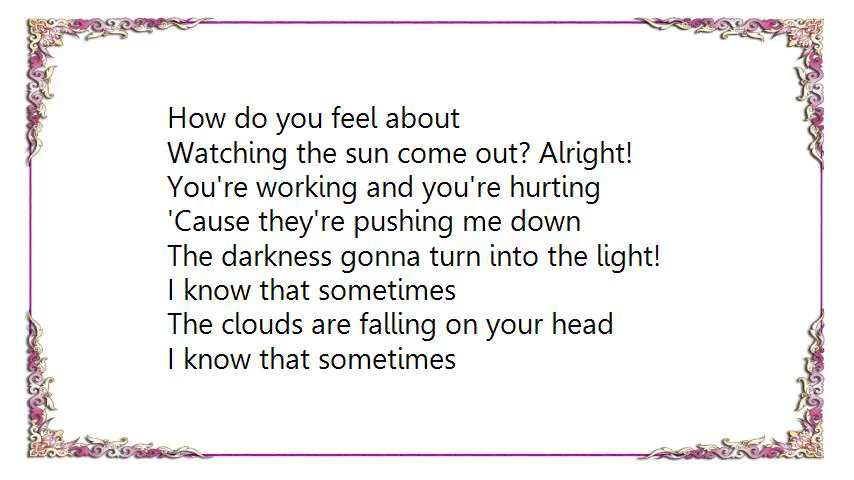 How do you feel about
Watching the sun come out? Alright!
You're working and you're hurting
'Cause they're pushing me down
The darkness gonna turn into the light!
I know that sometimes
The clouds are falling on your head
I know that sometimes